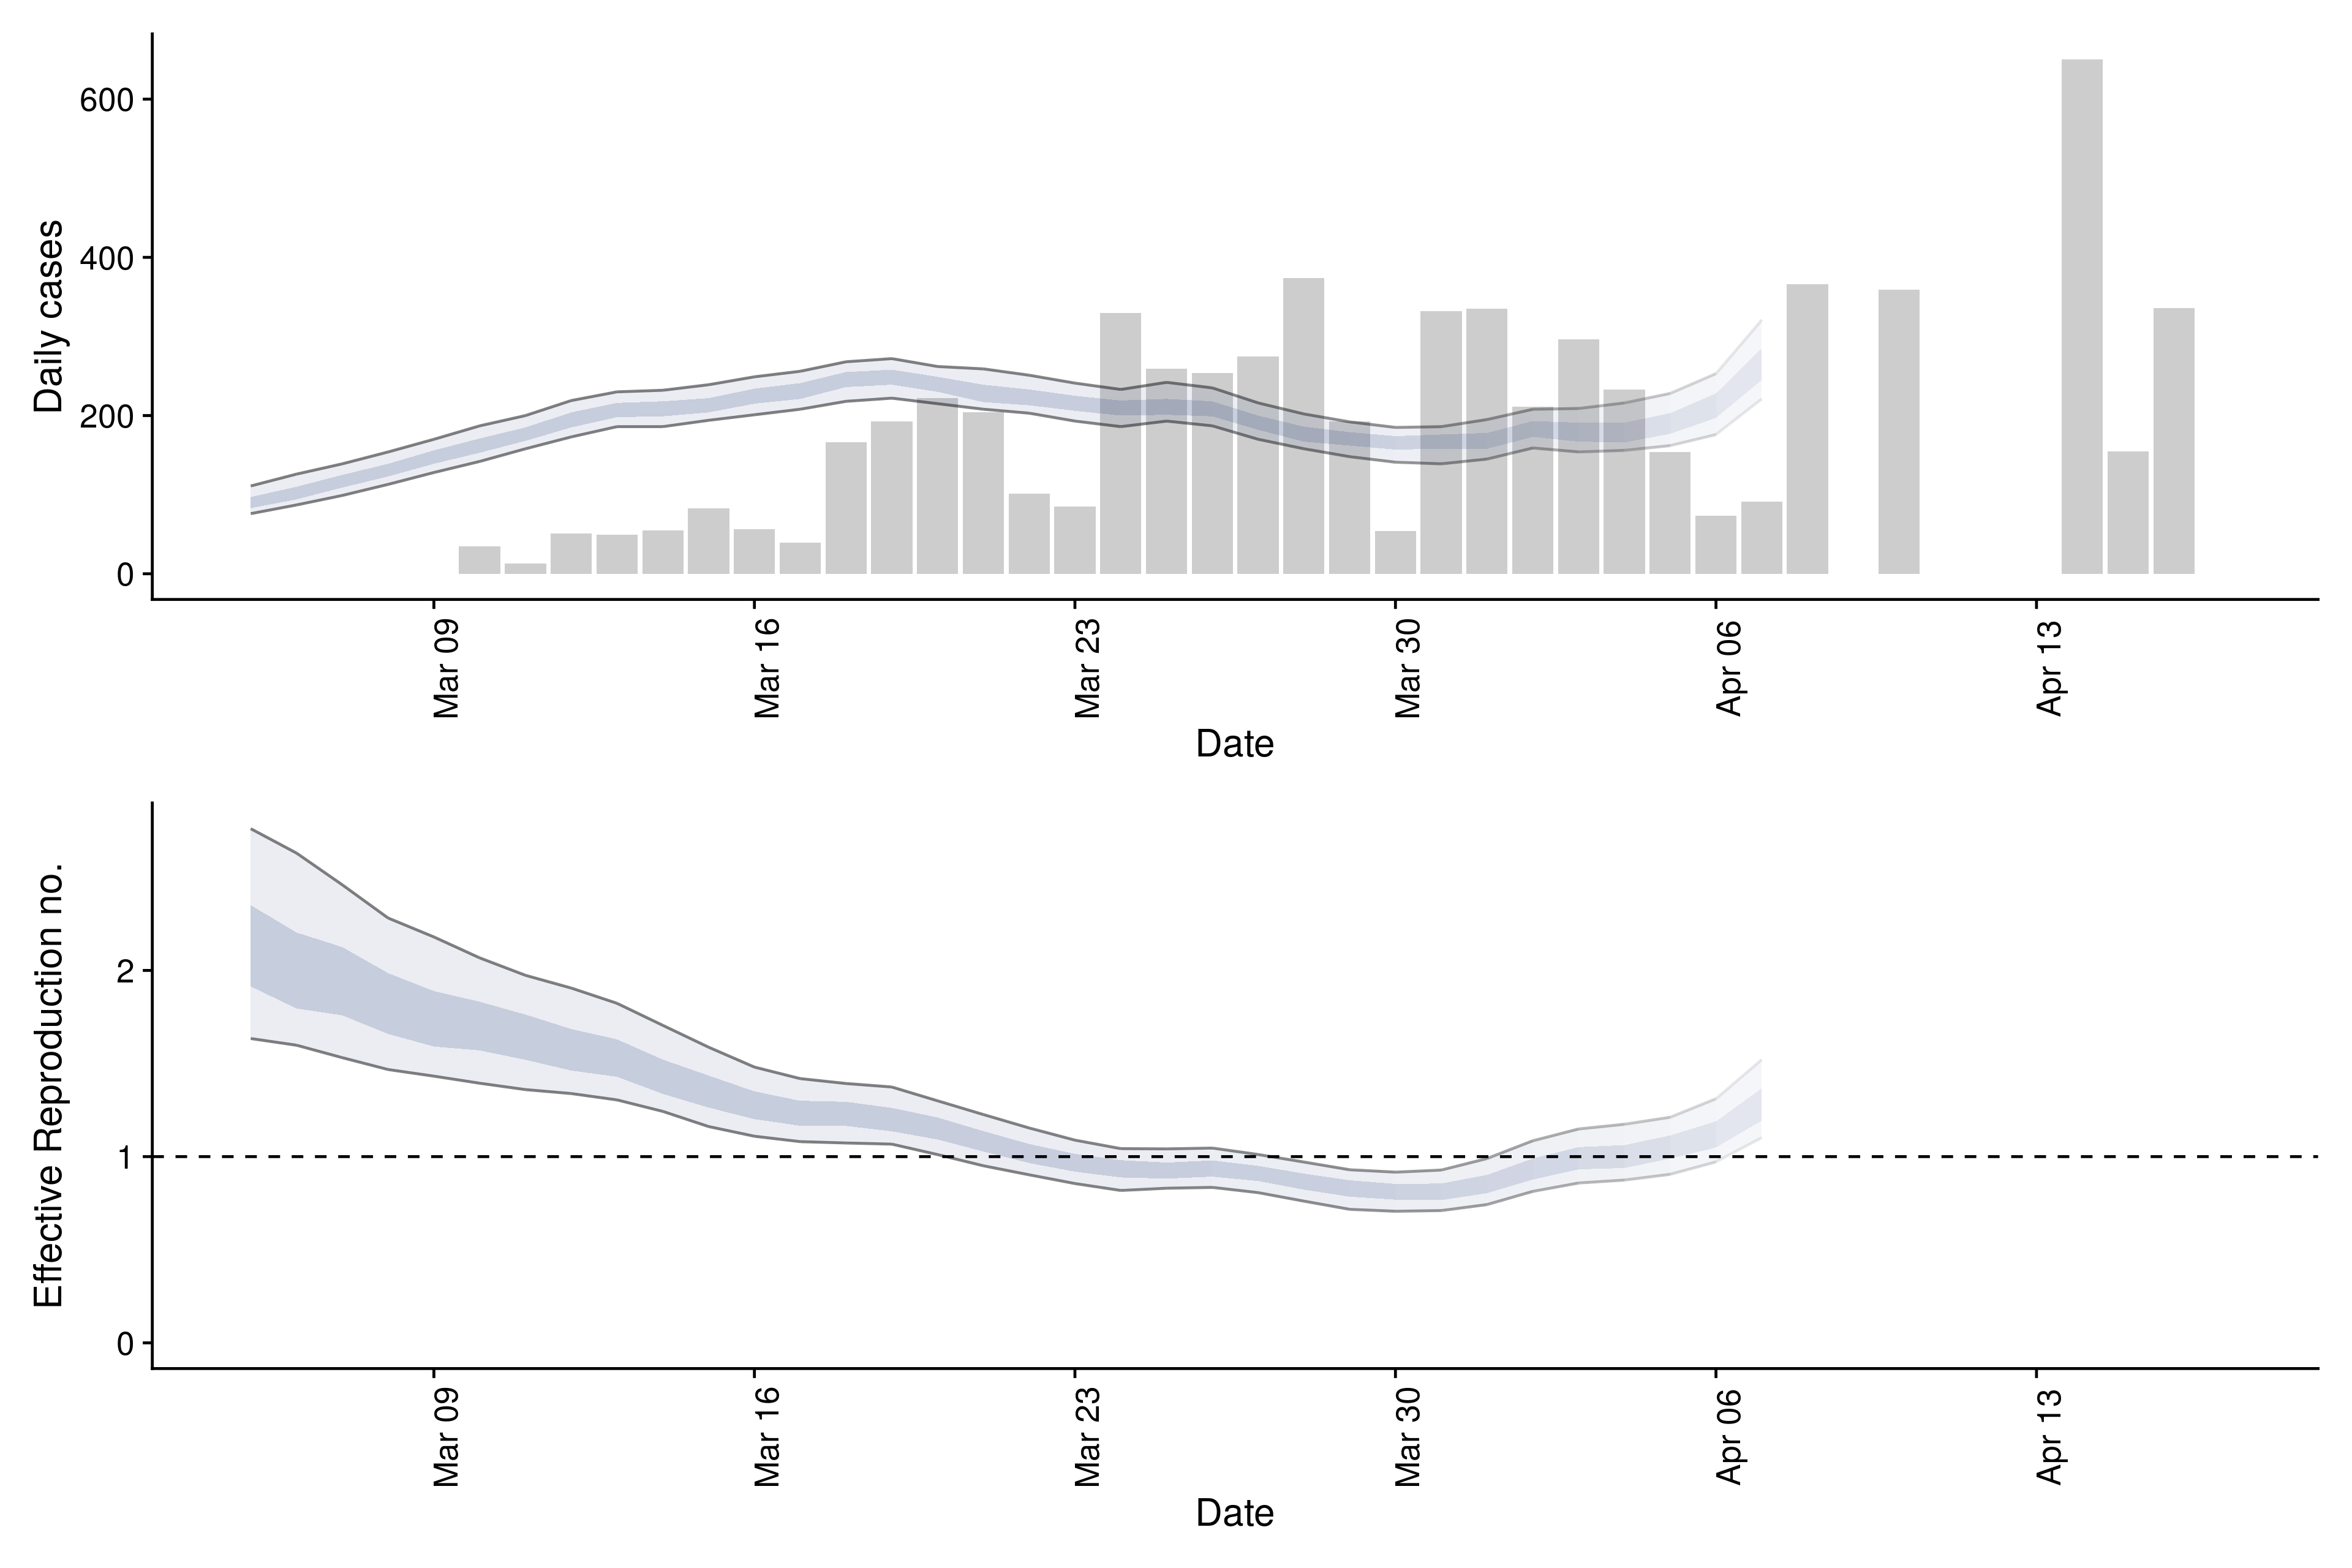 Daily cases
600
400
200
0
Mar 09
Mar 16
Mar 23
Mar 30
Apr 06
Apr 13
Date
Effective Reproduction no.
2
1
0
Mar 09
Mar 16
Mar 23
Mar 30
Apr 06
Apr 13
Date